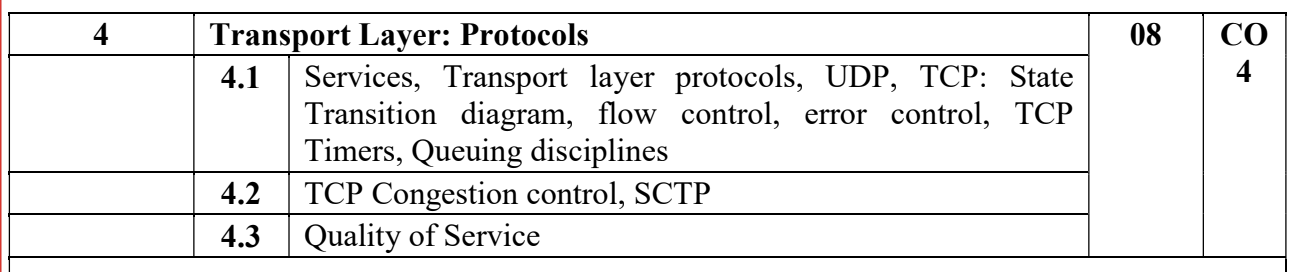 4 Transport Layer: Protocols 08 CO
4.1 Services, Transport layer protocols, UDP, TCP: State 4
Transition diagram, flow control, error control, TCP
Timers, Queuing disciplines
4.2 TCP Congestion control, SCTP
4.3 Quality of Service